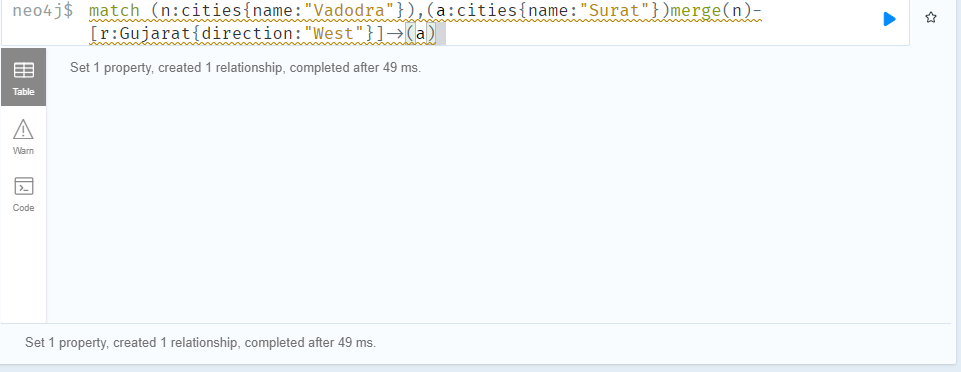 neo4j$ match (n:cities{name:"Vadodra"}),(a:cities{name:"Surat"})merge(n)-
[r:Gujarat{direction:"West"}]->(a)
Set 1 property, created 1 relationship, completed after 49 ms.
Table
Warn
Code
Set 1 property, created 1 relationship, completed after 49 ms.